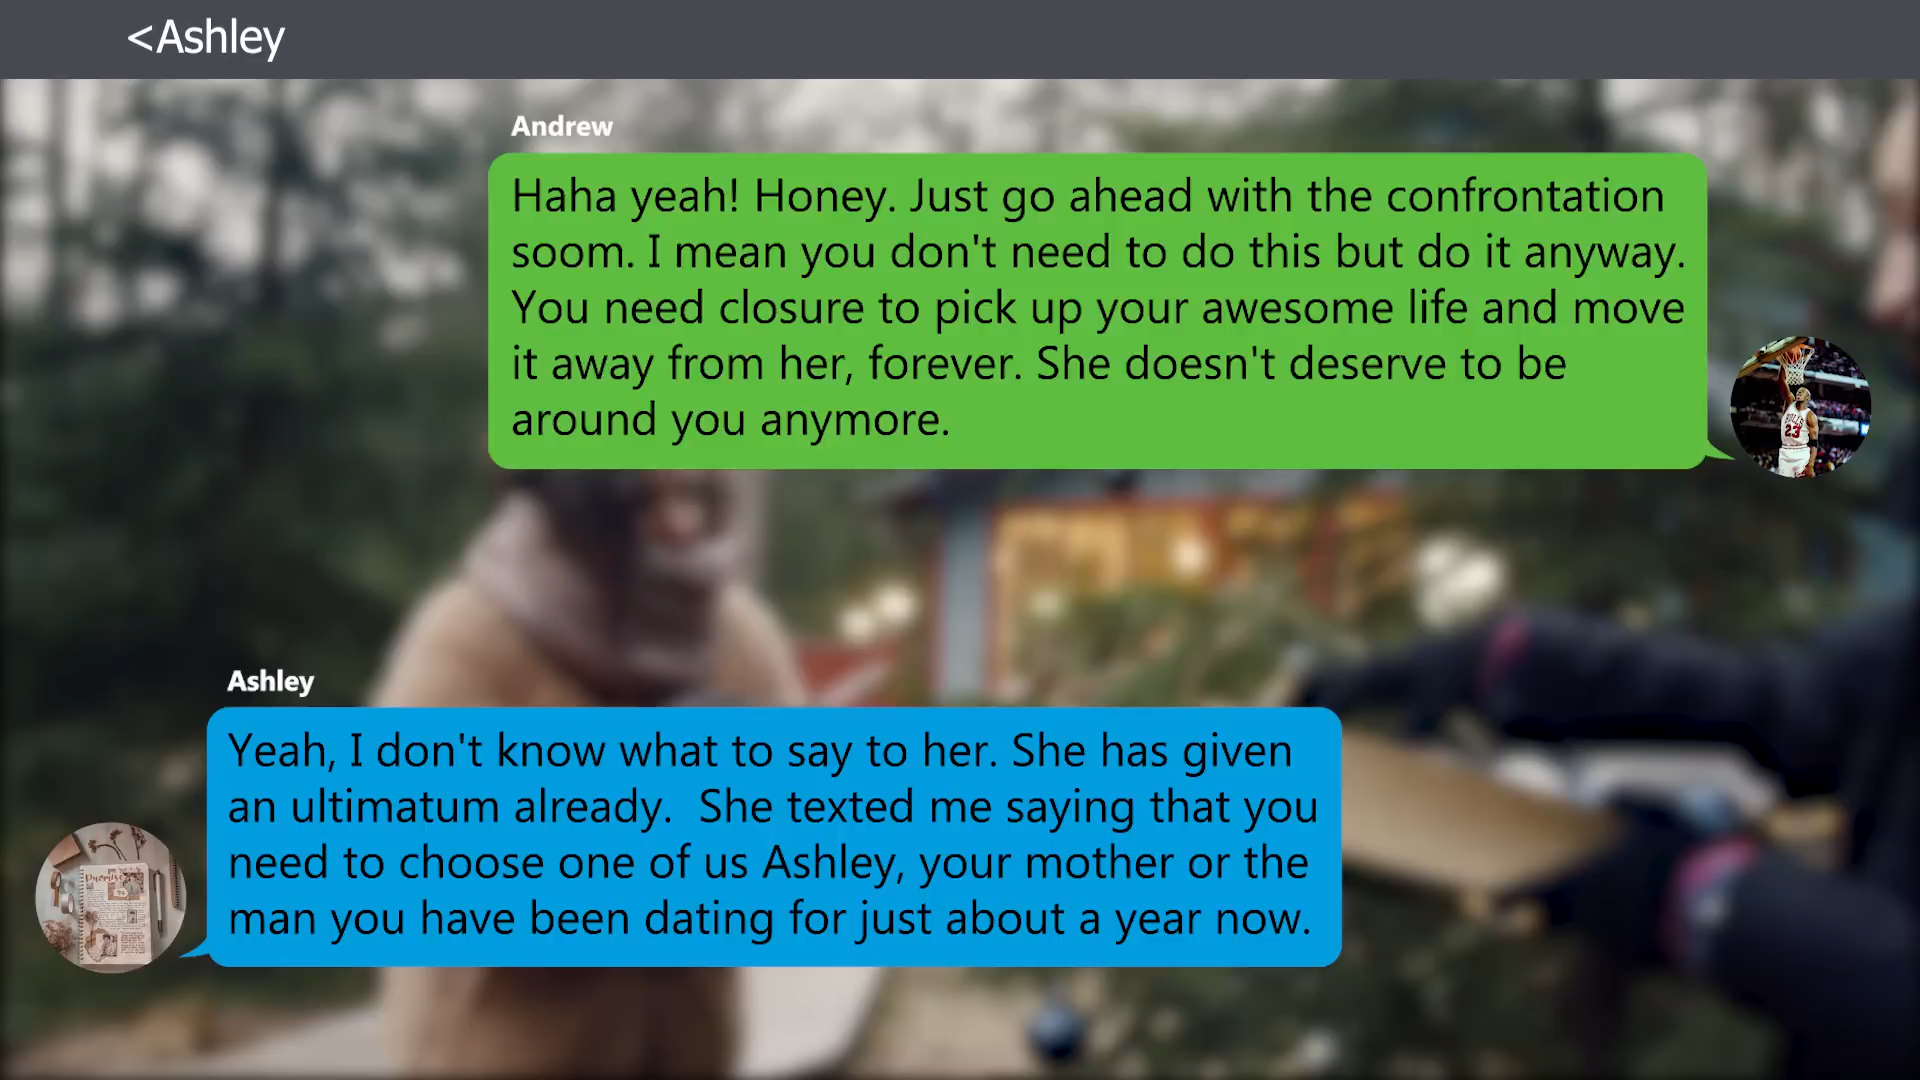 <Ashley
Andrew
Haha yeah! Honey. Just go ahead with the confrontation
soom. I mean you don't need to do this but do it anyway.
You need closure to pick up your awesome life and move
it away from her, forever. She doesn't deserve to be
around you anymore.
23
Ashley
Yeah, I don't know what to say to her. She has given
an ultimatum already.  She texted me saying that you
need to choose one of us Ashley, your mother or the
man you have been dating for just about a year now.
Promise